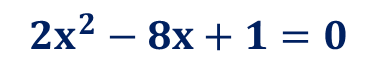 2x² − 8x + 1 = 0